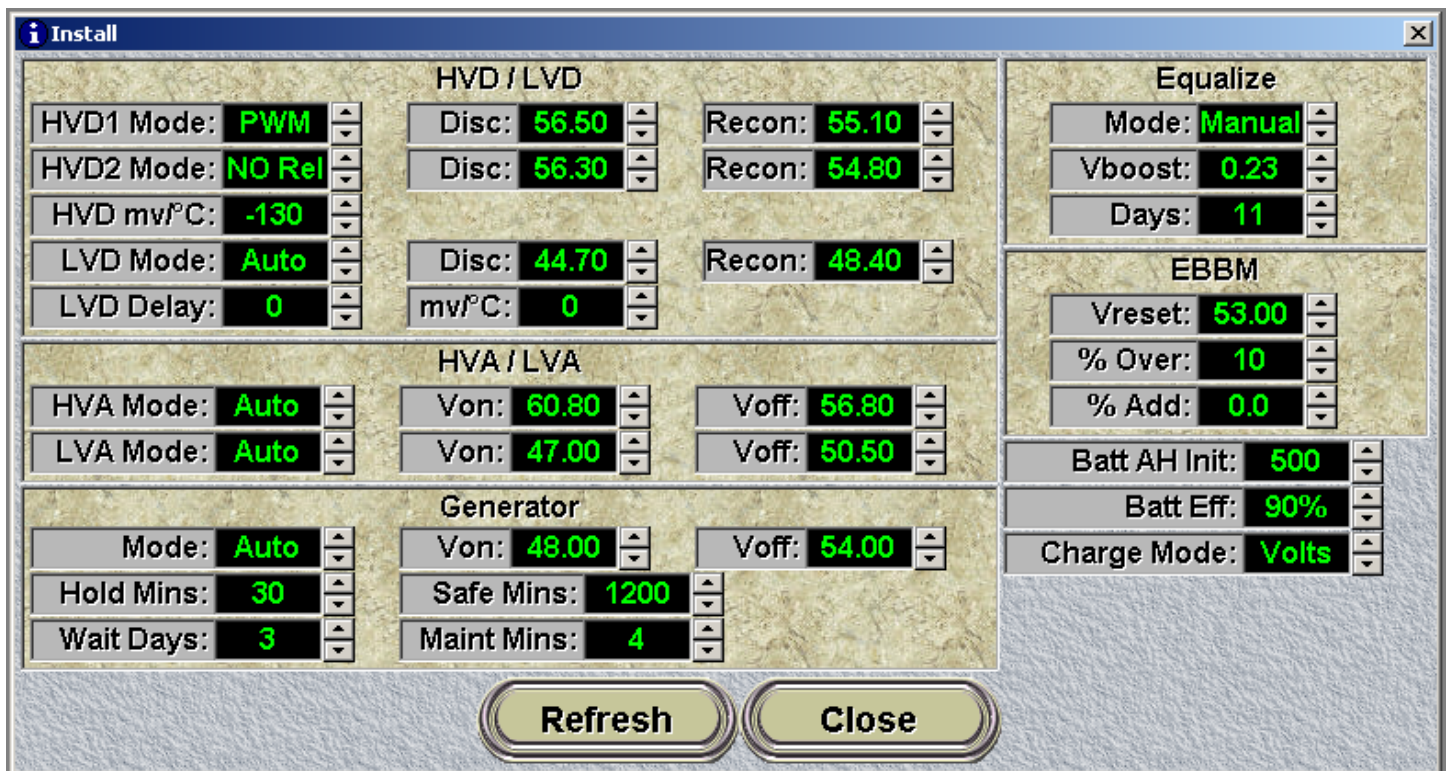 Install
HVD / LVD
HVD1 Mode: PWM Disc: 56.50 Recon: 55.10
HVD2 Mode: NO Rel Disc: 56.30 Recon: 54.80
HVD mv/°C: -130
LVD Mode: Auto Disc: 44.70 Recon: 48.40
LVD Delay: 0 mv/°C: 0
HVA / LVA
HVA Mode: Auto Von: 60.80 Voff: 56.80
LVA Mode: Auto Von: 47.00 Voff: 50.50
Generator
Mode: Auto Von: 48.00 Voff: 54.00
Hold Mins: 30 Safe Mins: 1200
Wait Days: 3 Maint Mins: 4
Equalize
Mode: Manual
Vboost: 0.23
Days: 11
EBBM
Vreset: 53.00
% Over: 10
% Add: 0.0
Batt AH Init: 500
Batt Eff: 90%
Charge Mode: Volts
Refresh Close